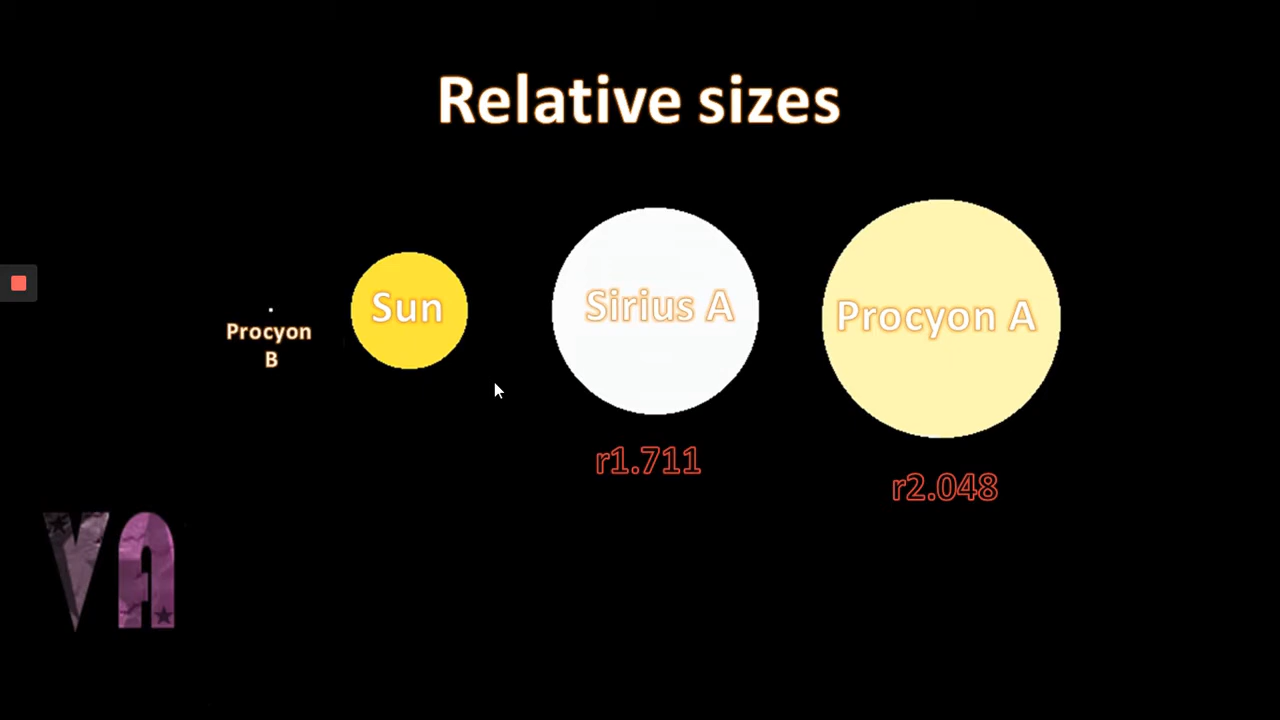 Relative sizes
Procyon
B
Sun
Sirius A
Procyon A
r1.711
r2.048
VA